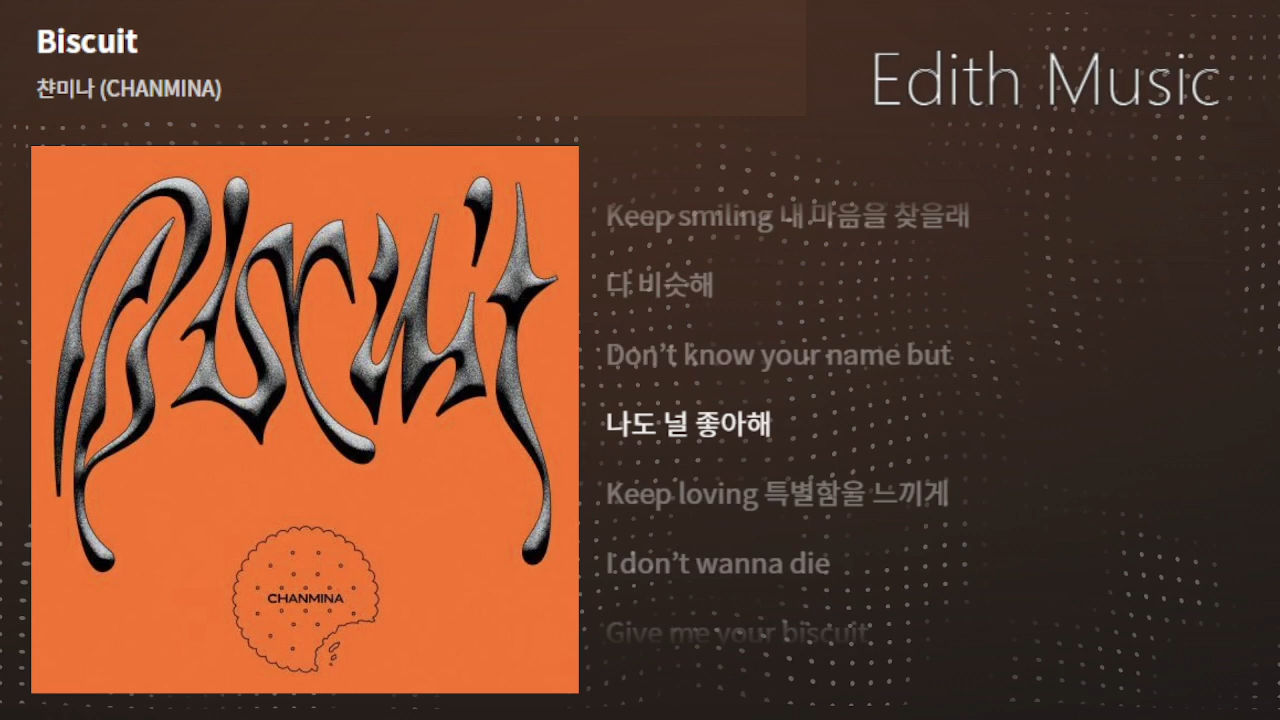 Biscuit
챤미나 (CHANMINA)
Edith Music
Biscuit
CHANMINA
Keep smiling 내 마음을 찾을래
다 비슷해
Don’t know your name but
나도 널 좋아해
Keep loving 특별함을 느끼게
I don’t wanna die
Give me your biscuit